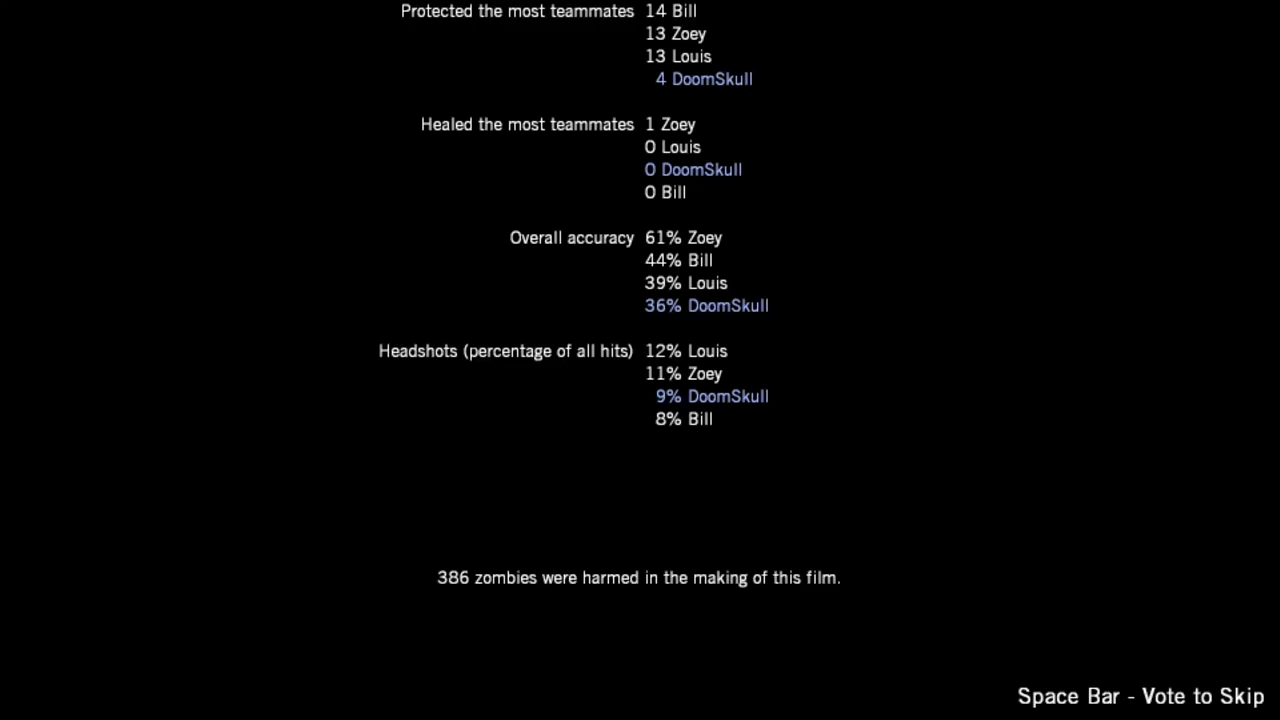 Protected the most teammates 14 Bill
13 Zoey
13 Louis
4 DoomSkull
Healed the most teammates 1 Zoey
0 Louis
0 DoomSkull
0 Bill
Overall accuracy 61% Zoey
44% Bill
39% Louis
36% DoomSkull
Headshots (percentage of all hits) 12% Louis
11% Zoey
9% DoomSkull
8% Bill
386 zombies were harmed in the making of this film.
Space Bar - Vote to Skip